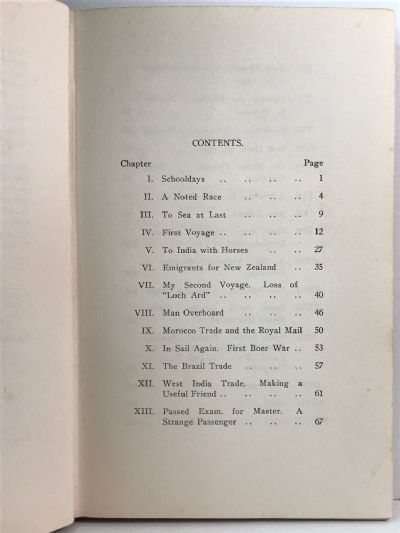 CONTENTS.
Chapter Page
I. Schooldays .. .. .. .. 1
II. A Noted Race .. .. .. 4
III. To Sea at Last .. .. .. 9
IV. First Voyage .. .. .. .. 12
V. To India with Horses .. .. 27
VI. Emigrants for New Zealand .. 35
VII. My Second Voyage. Loss of
"Loch Ard" .. .. .. .. 40
VIII. Man Overboard .. .. .. 46
IX. Morocco Trade and the Royal Mail 50
X. In Sail Again. First Boer War .. 53
XI. The Brazil Trade .. .. .. 57
XII. West India Trade. Making a
Useful Friend .. .. .. .. 61
XIII. Passed Exam. for Master. A
Strange Passenger .. .. .. 67